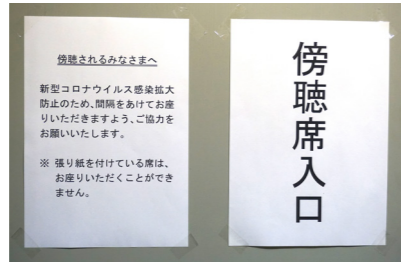 傍聴されるみなさまへ
新型コロナウイルス感染拡大
防止のため、間隔をあけてお座
りいただきますよう、ご協力を
お願いいたします。
※ 張り紙を付けている席は、
お座りいただくことができ
ません。
傍聴席入口